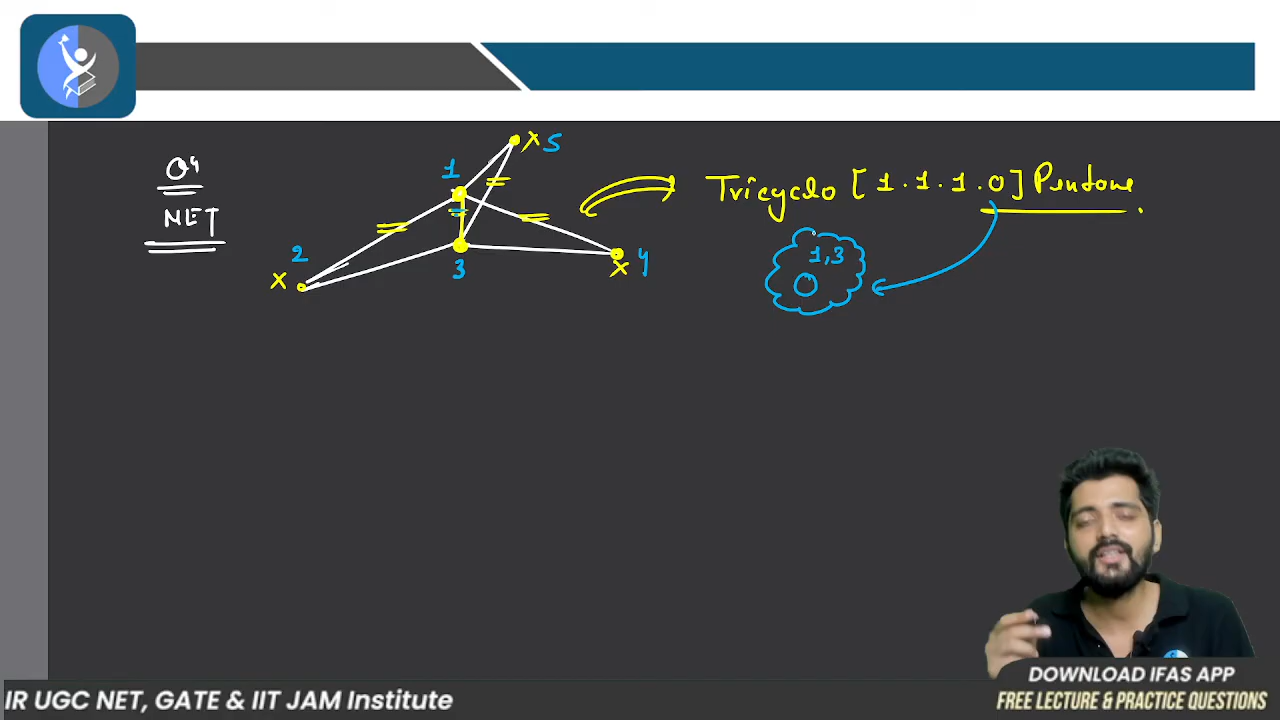 Q4
NET
1
2
3
4
5
X
X
X
Tricyclo [1.1.1.0] Pentane.
1,3
0
DOWNLOAD IFAS APP
IR UGC NET, GATE & IIT JAM Institute
FREE LECTURE & PRACTICE QUESTIONS